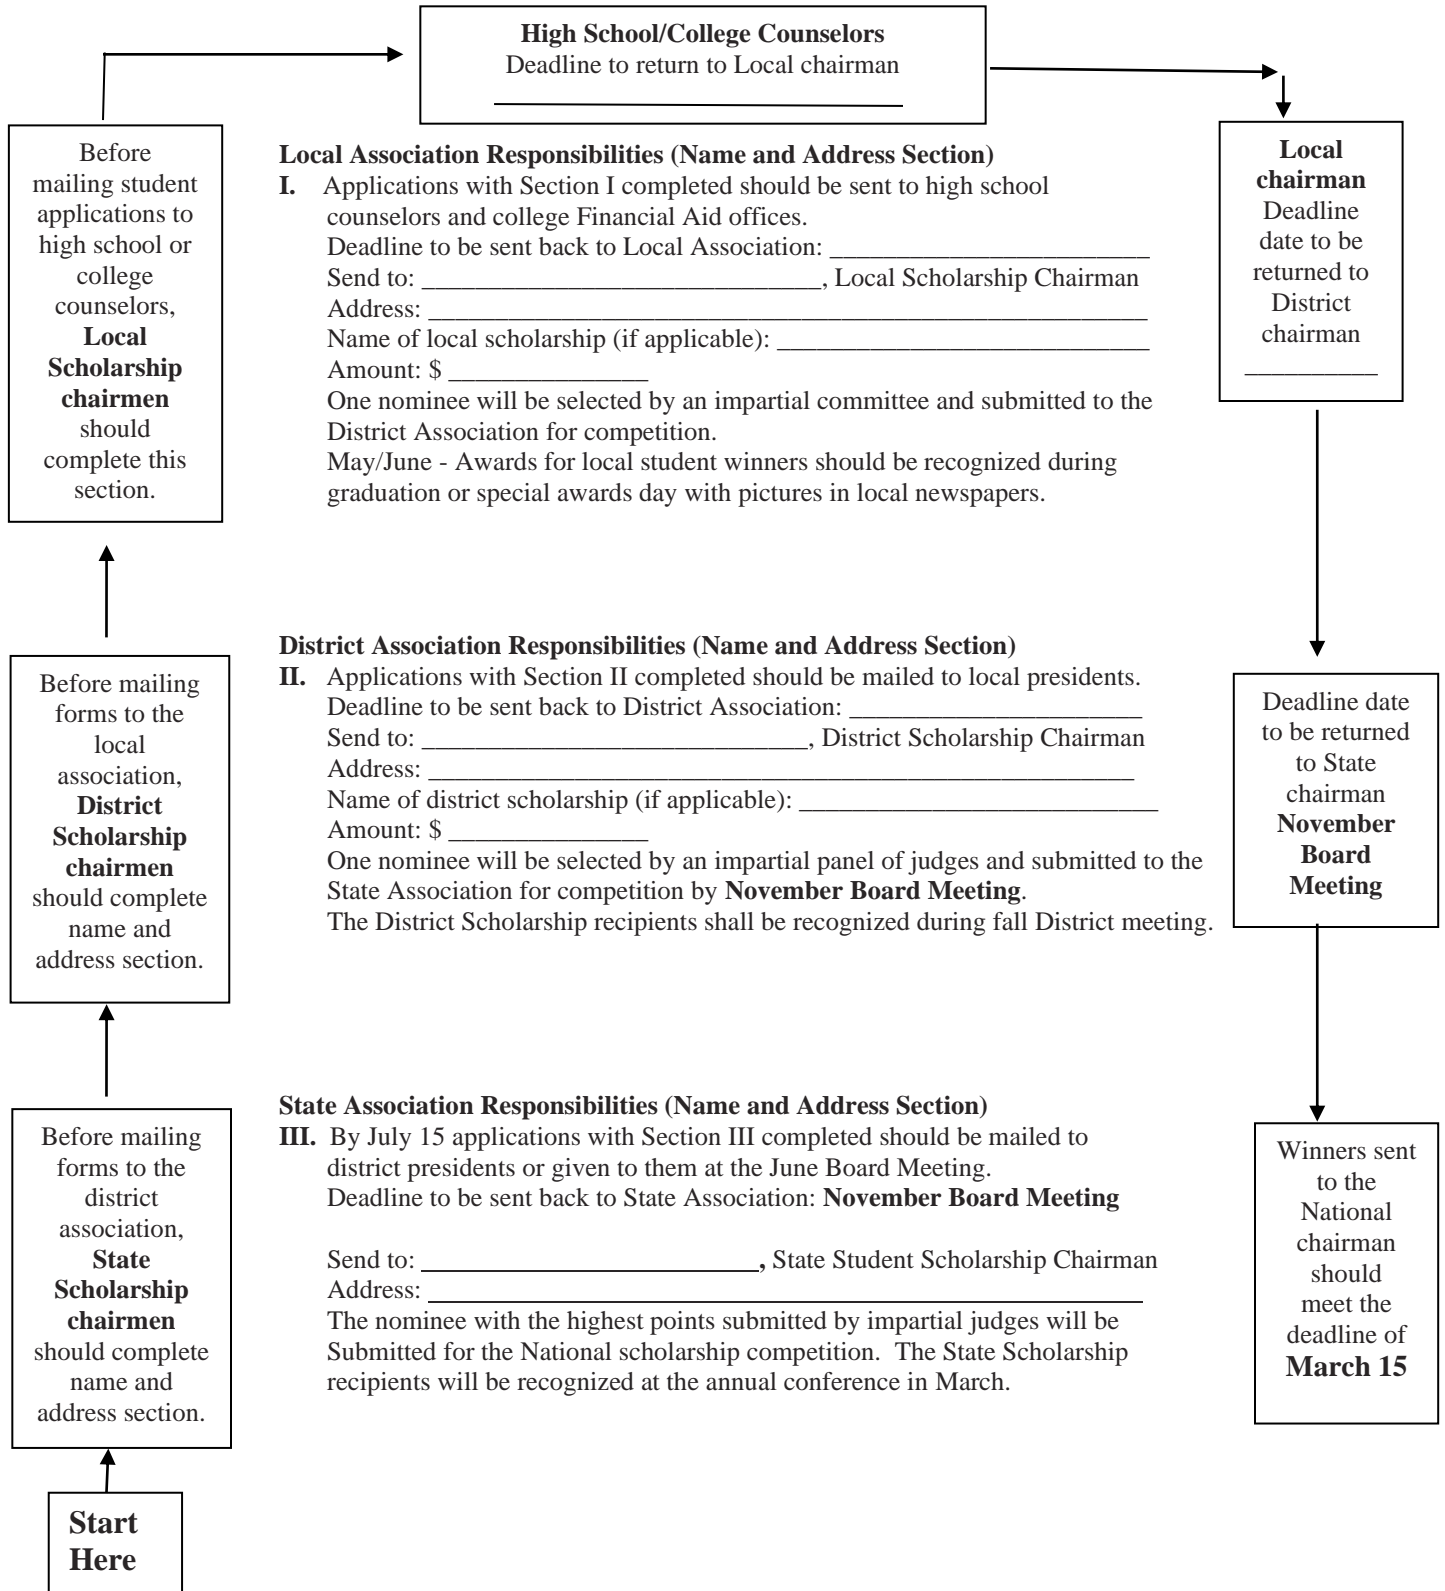 High School/College Counselors
Deadline to return to Local chairman
_______________________________
Before
mailing student
applications to
high school or
college
counselors,
Local
Scholarship
chairmen
should
complete this
section.
Local Association Responsibilities (Name and Address Section)
I. Applications with Section I completed should be sent to high school
counselors and college Financial Aid offices.
Deadline to be sent back to Local Association: ________________________
Send to: ______________________________, Local Scholarship Chairman
Address: ______________________________________________________
Name of local scholarship (if applicable): ____________________________
Amount: $ _______________
One nominee will be selected by an impartial committee and submitted to the
District Association for competition.
May/June - Awards for local student winners should be recognized during
graduation or special awards day with pictures in local newspapers.
Local
chairman
Deadline
date to be
returned to
District
chairman
__________
Before mailing
forms to the
local
association,
District
Scholarship
chairmen
should complete
name and
address section.
District Association Responsibilities (Name and Address Section)
II. Applications with Section II completed should be mailed to local presidents.
Deadline to be sent back to District Association: ______________________
Send to: _____________________________, District Scholarship Chairman
Address: _____________________________________________________
Name of district scholarship (if applicable): ___________________________
Amount: $ _______________
One nominee will be selected by an impartial panel of judges and submitted to the
State Association for competition by November Board Meeting.
The District Scholarship recipients shall be recognized during fall District meeting.
Deadline date
to be returned
to State
chairman
November
Board
Meeting
Before mailing
forms to the
district
association,
State
Scholarship
chairmen
should complete
name and
address section.
State Association Responsibilities (Name and Address Section)
III. By July 15 applications with Section III completed should be mailed to
district presidents or given to them at the June Board Meeting.
Deadline to be sent back to State Association: November Board Meeting
Send to: _________________________, State Student Scholarship Chairman
Address: _____________________________________________________
The nominee with the highest points submitted by impartial judges will be
Submitted for the National scholarship competition. The State Scholarship
recipients will be recognized at the annual conference in March.
Winners sent
to the
National
chairman
should
meet the
deadline of
March 15
Start
Here